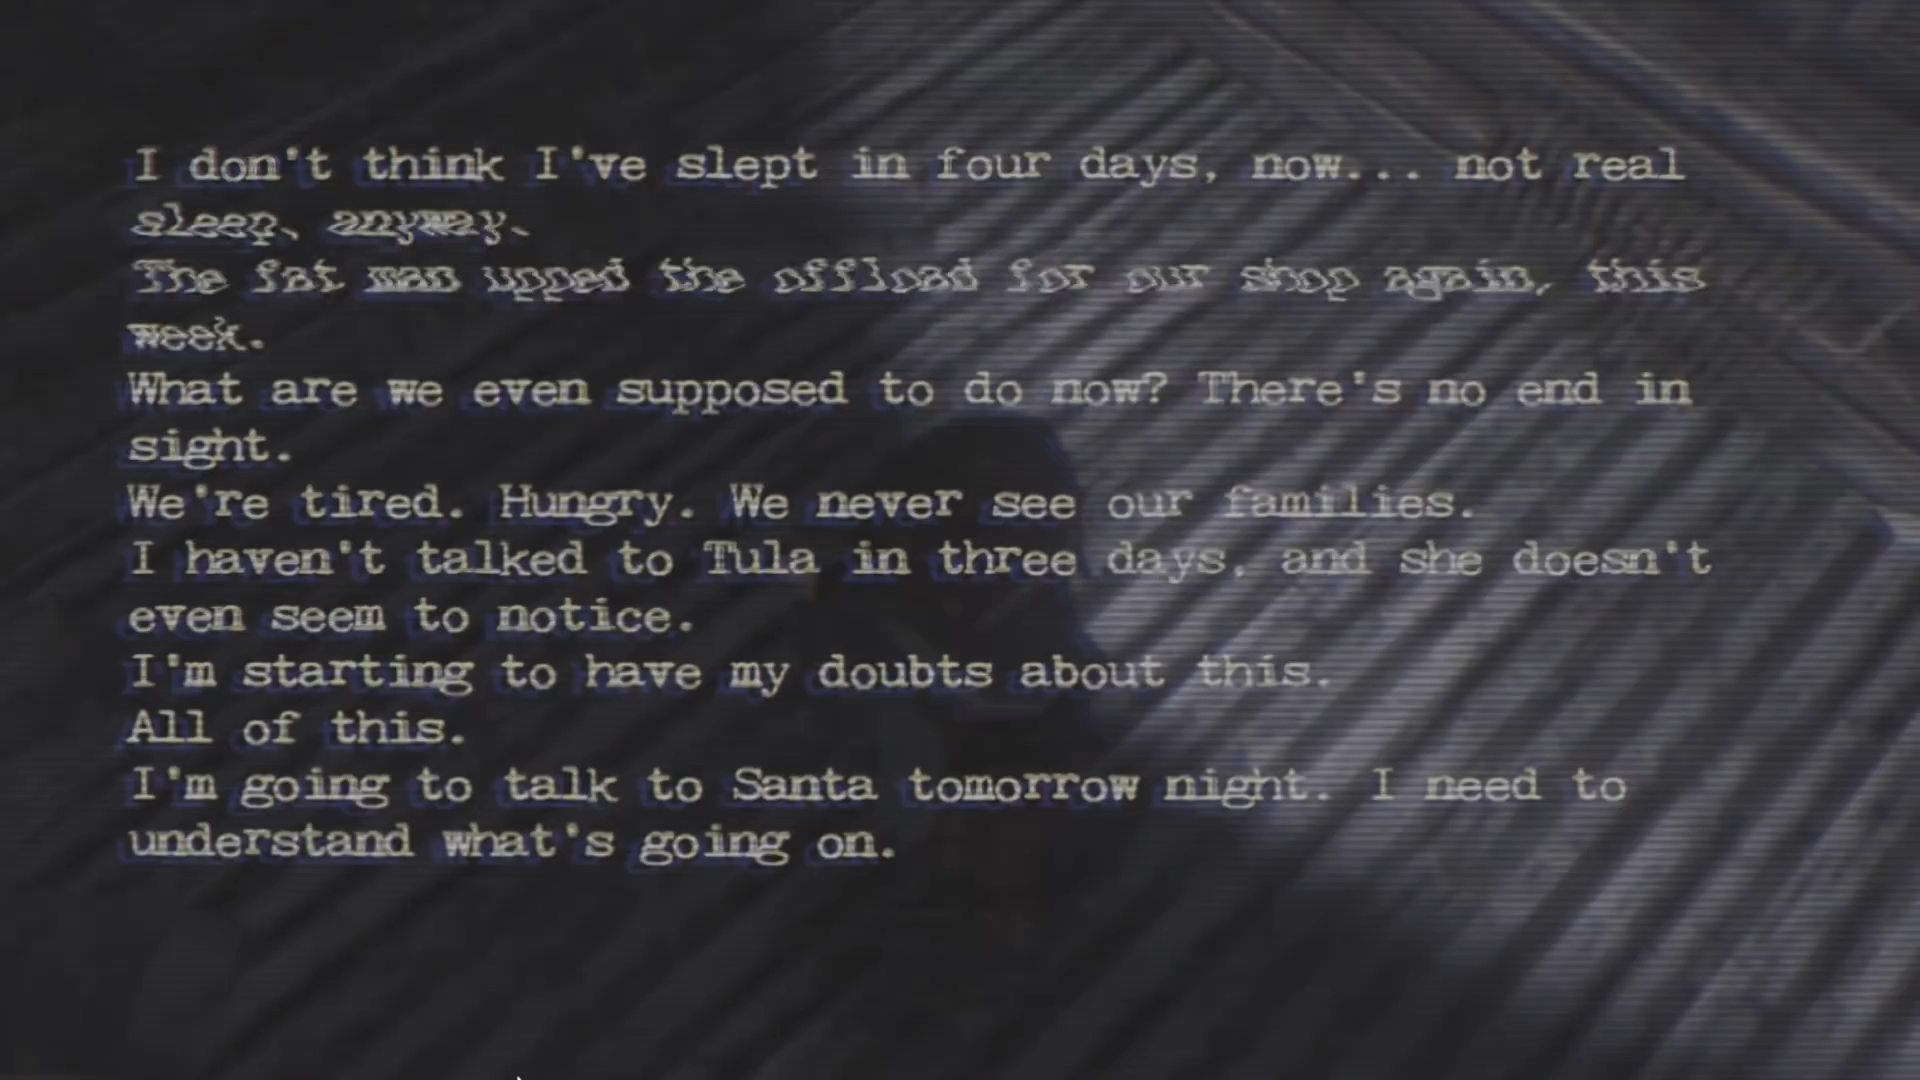 I don't think I've slept in four days, now... not real
sleep, anyway.
The fat man upped the offload for our shop again, this
week.
What are we even supposed to do now? There's no end in
sight.
We're tired. Hungry. We never see our families.
I haven't talked to Tula in three days, and she doesn't
even seem to notice.
I'm starting to have my doubts about this.
All of this.
I'm going to talk to Santa tomorrow night. I need to
understand what's going on.